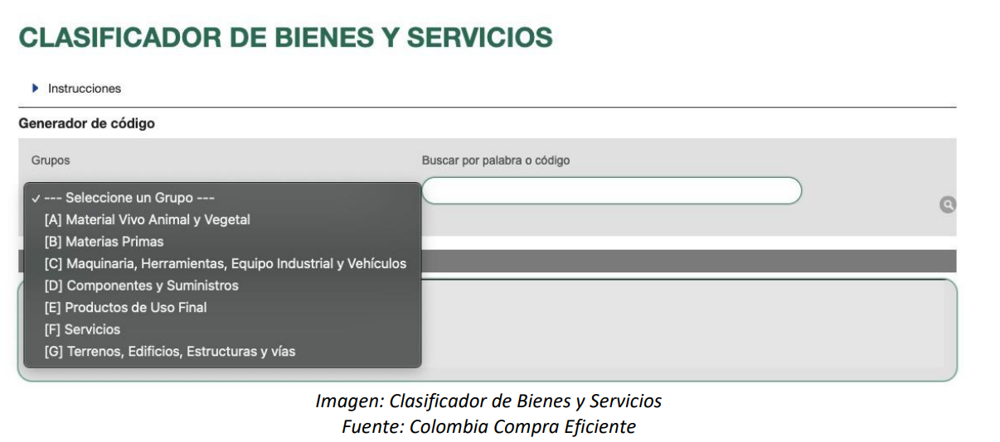 CLASIFICADOR DE BIENES Y SERVICIOS
Instrucciones
Generador de código
Grupos
Buscar por palabra o código
✓ --- Seleccione un Grupo ---
[A] Material Vivo Animal y Vegetal
[B] Materias Primas
[C] Maquinaria, Herramientas, Equipo Industrial y Vehículos
[D] Componentes y Suministros
[E] Productos de Uso Final
[F] Servicios
[G] Terrenos, Edificios, Estructuras y vías
Imagen: Clasificador de Bienes y Servicios
Fuente: Colombia Compra Eficiente